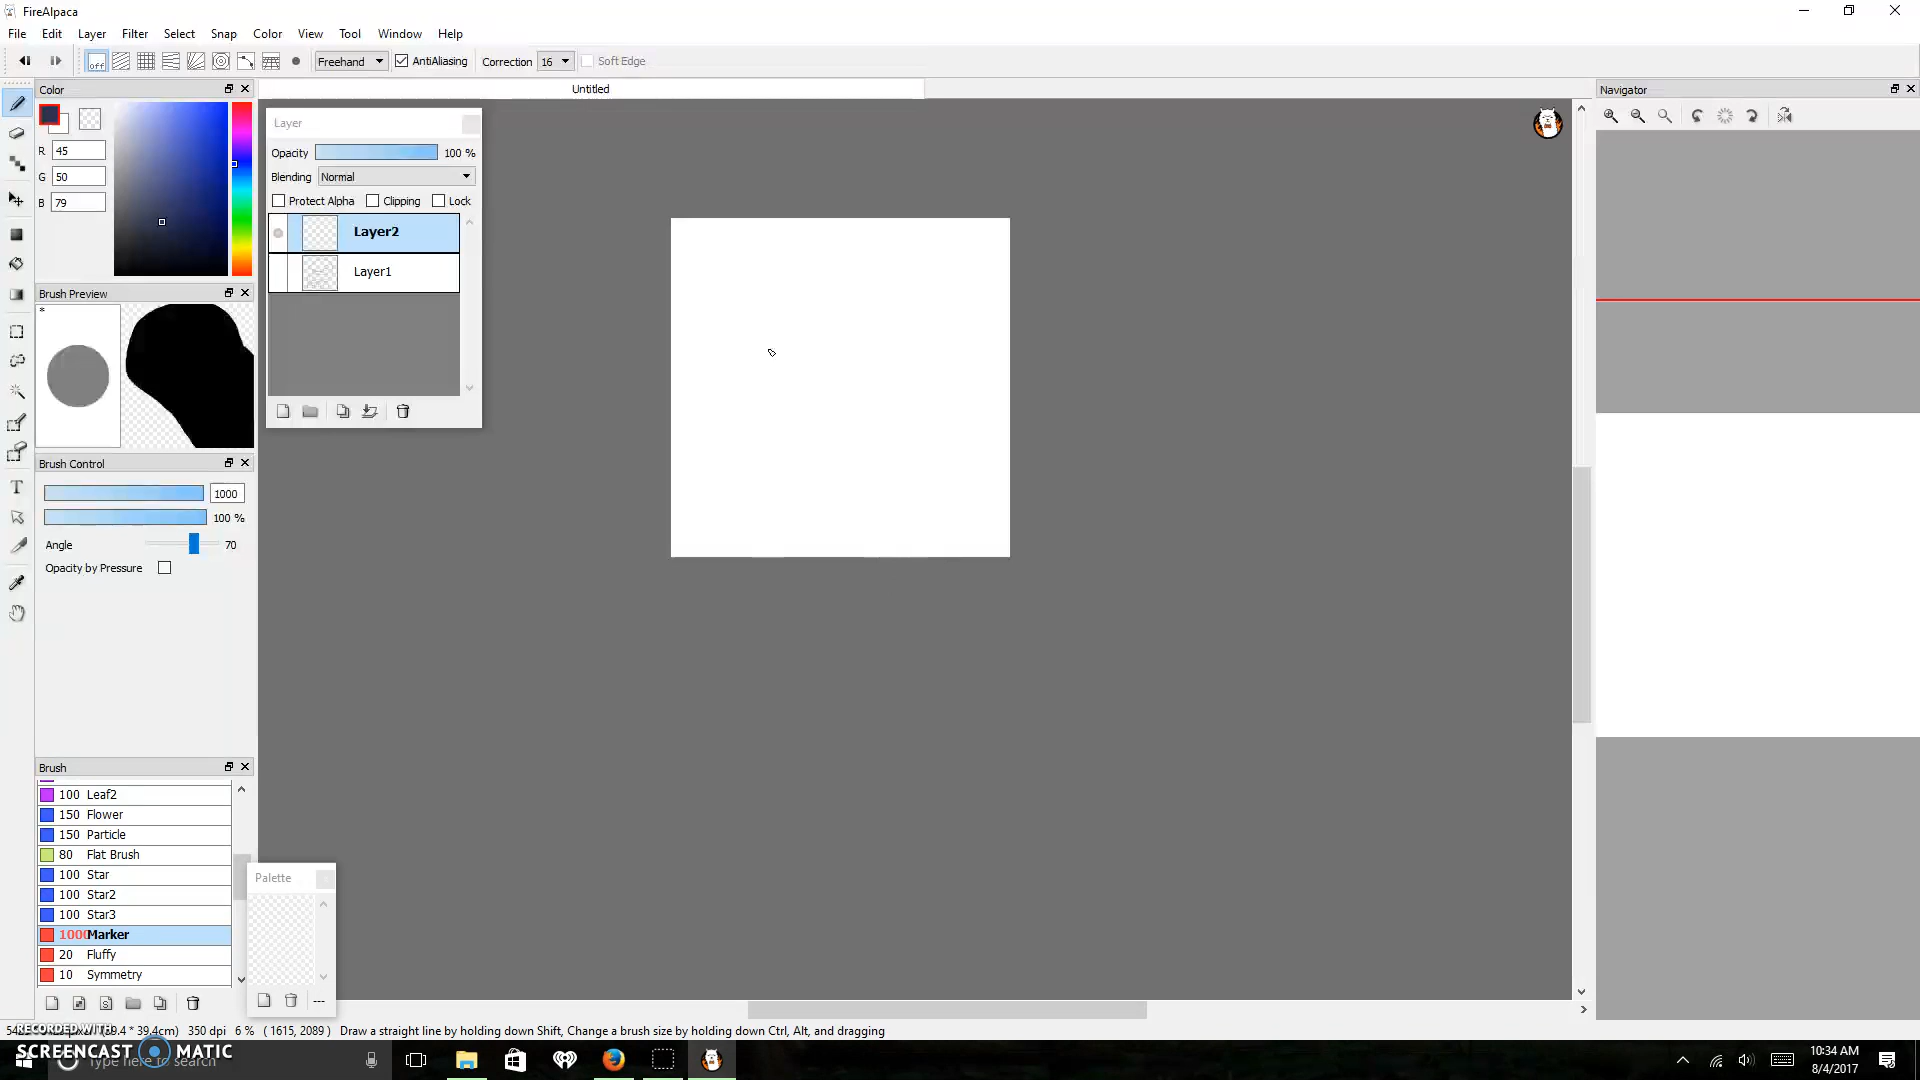 FireAlpaca
File Edit Layer Filter Select Snap Color View Tool Window Help
off Freehand AntiAliasing Correction 16 Soft Edge
Color
Untitled
Navigator
R 45
G 50
B 79
Layer
Opacity 100 %
Blending Normal
Protect Alpha Clipping Lock
Layer2
Layer1
Brush Preview
*
Brush Control
1000
100 %
Angle 70
Opacity by Pressure
Brush
100 Leaf2
150 Flower
150 Particle
80 Flat Brush
100 Star
100 Star2
100 Star3
1000 Marker
20 Fluffy
10 Symmetry
Palette
---
39.4cm) 350 dpi 6 % ( 1615, 2089 ) Draw a straight line by holding down Shift, Change a brush size by holding down Ctrl, Alt, and dragging
RECORDED WITH
SCREENCAST MATIC
Type here to search
10:34 AM
8/4/2017